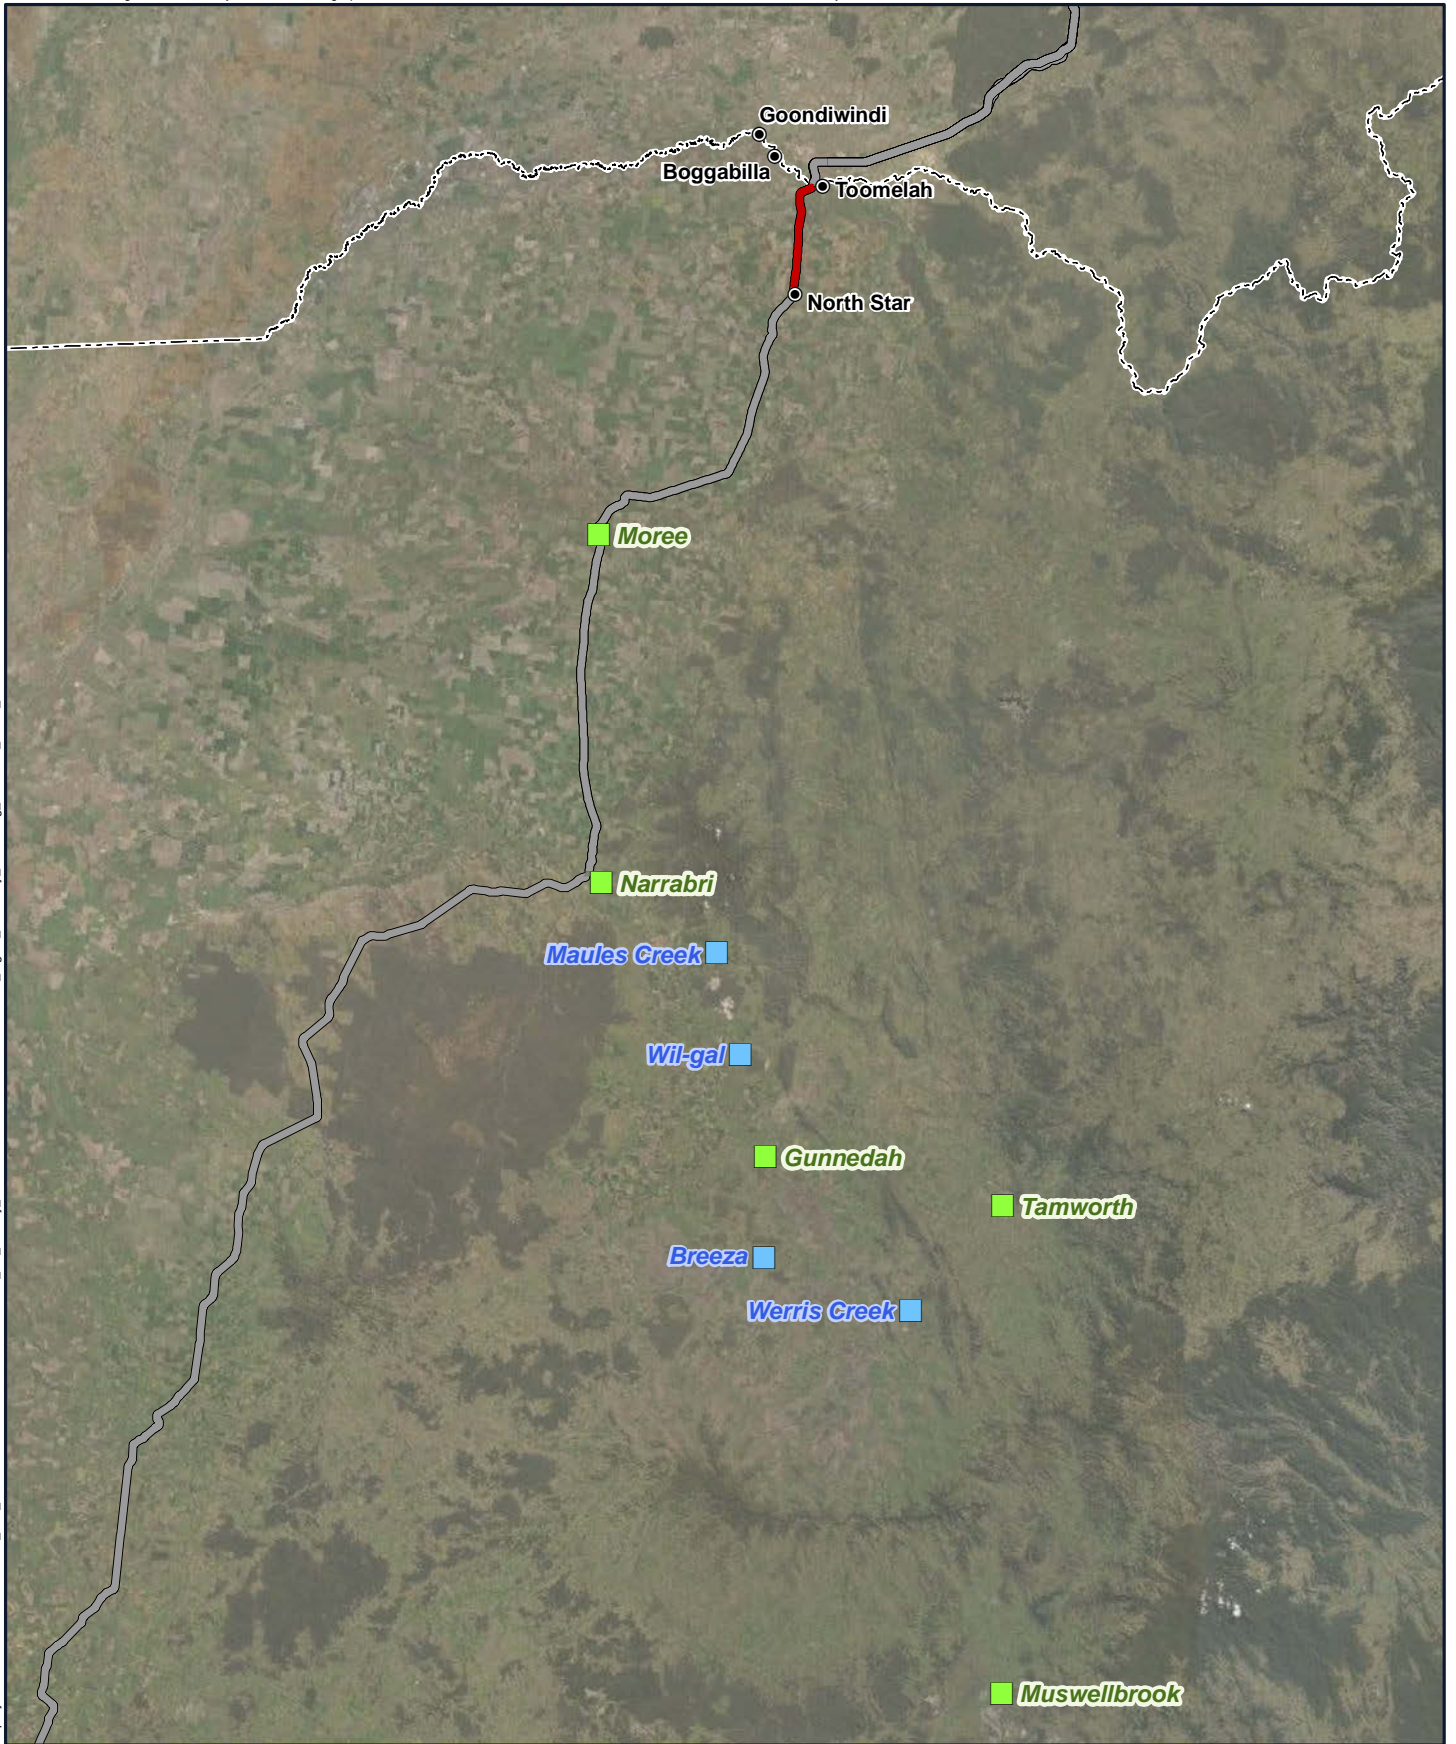 Goondiwindi
Boggabilla
Toomelah
North Star
Moree
Narrabri
Maules Creek
Wil-gal
Gunnedah
Tamworth
Breeza
Werris Creek
Muswellbrook